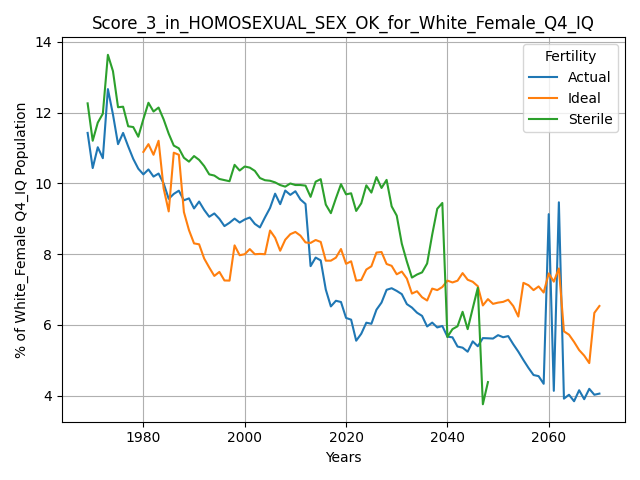 Score_3_in_HOMOSEXUAL_SEX_OK_for_White_Female_Q4_IQ
% of White_Female Q4_IQ Population
14
12
10
8
6
4
Fertility
Actual
Ideal
Sterile
1980 2000 2020 2040 2060
Years